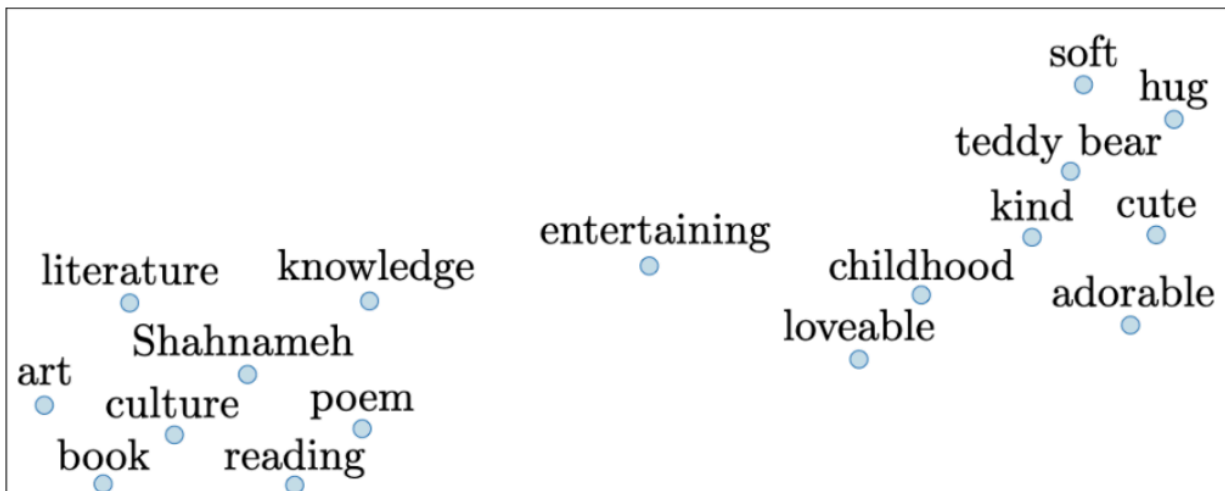 soft
hug
teddy bear
kind cute
entertaining
literature knowledge childhood
adorable
loveable
Shahnameh
art
culture poem
book reading